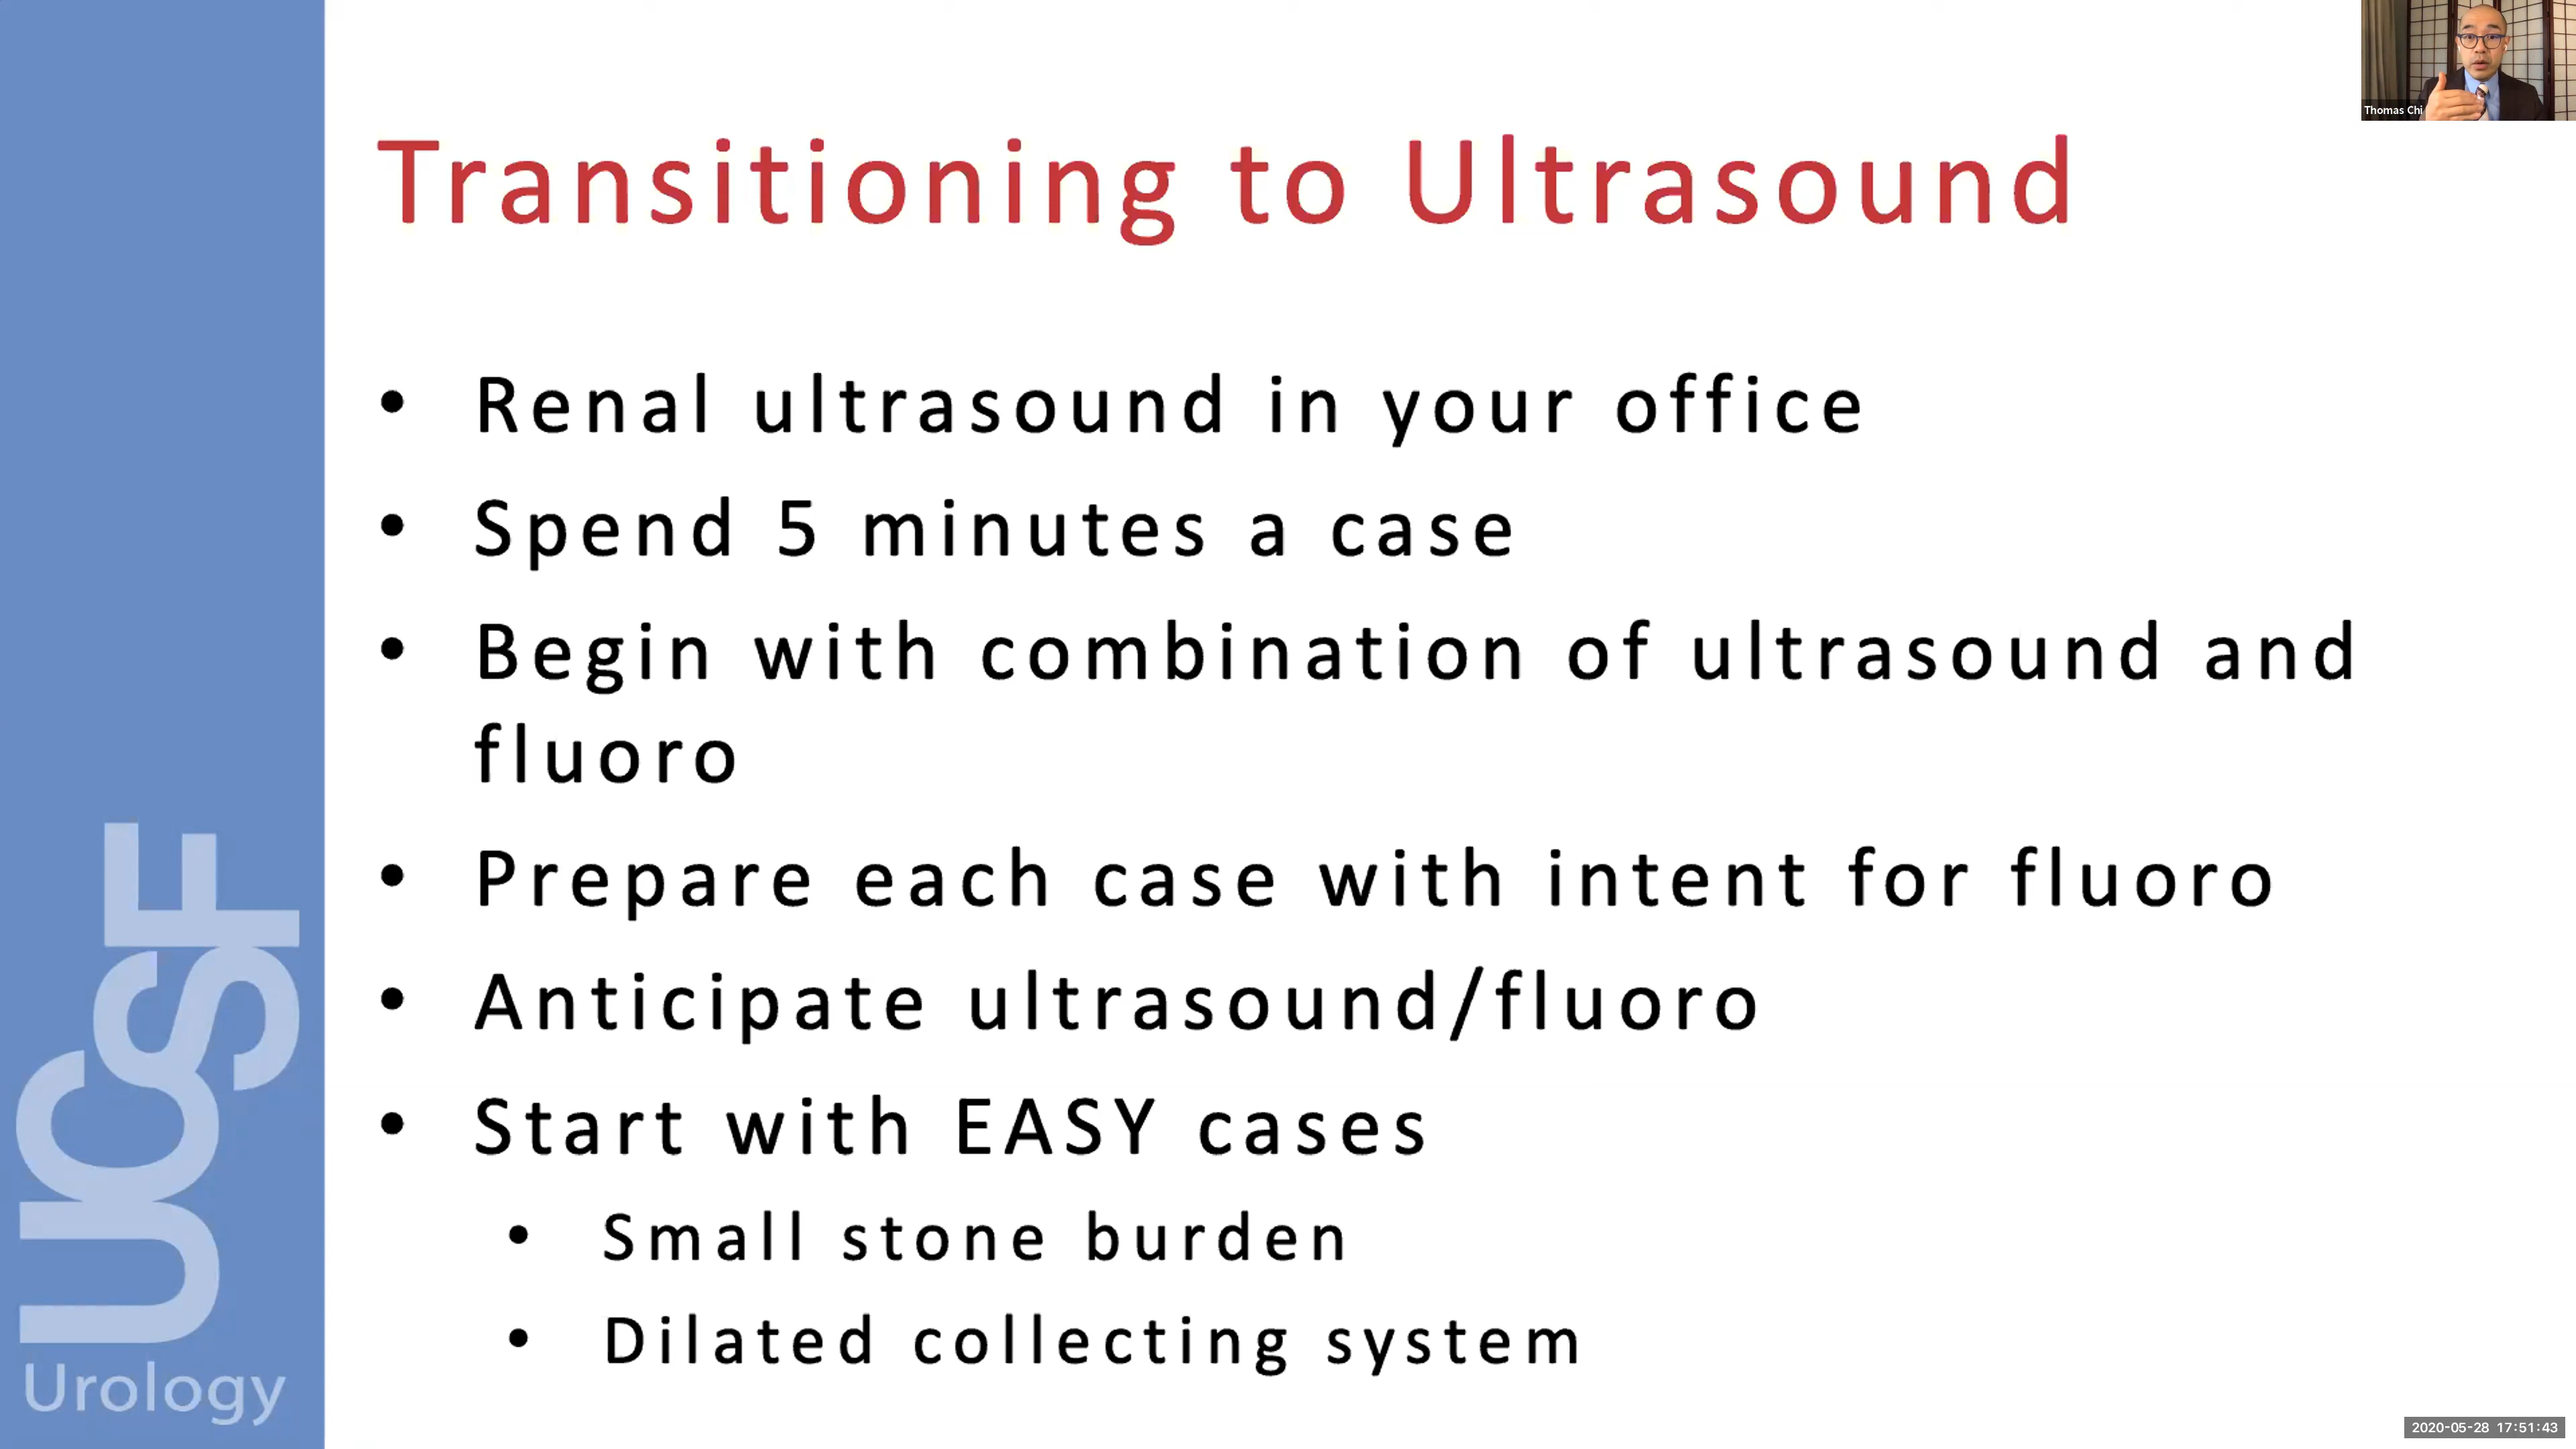 Thomas Chi
Transitioning to Ultrasound
• Renal ultrasound in your office
• Spend 5 minutes a case
• Begin with combination of ultrasound and
fluoro
• Prepare each case with intent for fluoro
• Anticipate ultrasound/fluoro
• Start with EASY cases
• Small stone burden
• Dilated collecting system
UCSF
Urology
2020-05-28 17:51:43